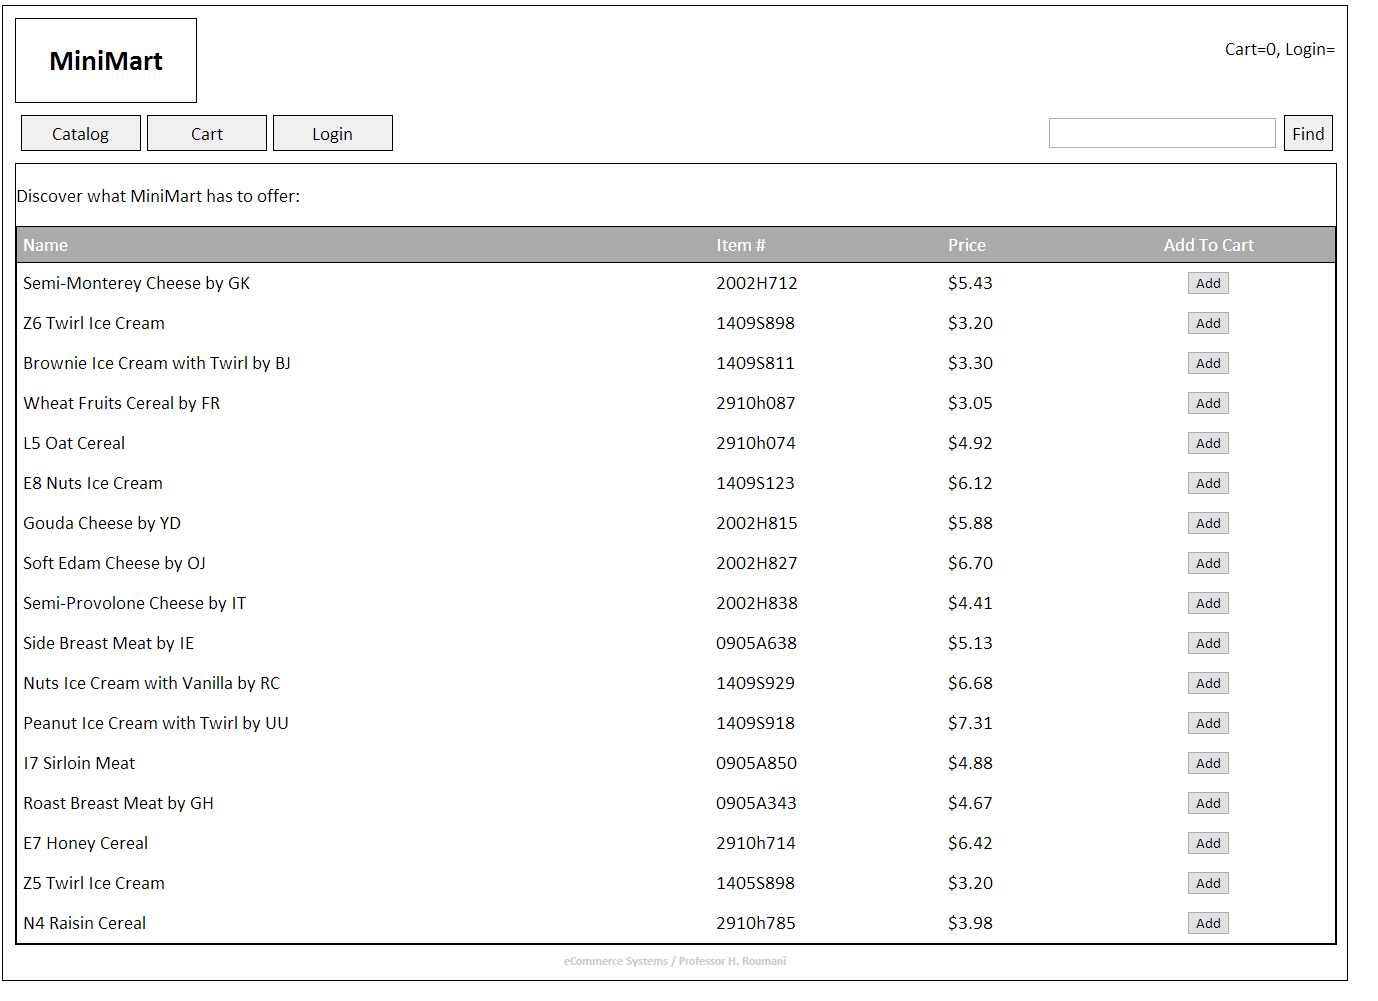 MiniMart
Cart=0, Login=
Catalog Cart Login Find
Discover what MiniMart has to offer:
Name Item # Price Add To Cart
Semi-Monterey Cheese by GK 2002H712 $5.43 Add
Z6 Twirl Ice Cream 1409S898 $3.20 Add
Brownie Ice Cream with Twirl by BJ 1409S811 $3.30 Add
Wheat Fruits Cereal by FR 2910h087 $3.05 Add
L5 Oat Cereal 2910h074 $4.92 Add
E8 Nuts Ice Cream 1409S123 $6.12 Add
Gouda Cheese by YD 2002H815 $5.88 Add
Soft Edam Cheese by OJ 2002H827 $6.70 Add
Semi-Provolone Cheese by IT 2002H838 $4.41 Add
Side Breast Meat by IE 0905A638 $5.13 Add
Nuts Ice Cream with Vanilla by RC 1409S929 $6.68 Add
Peanut Ice Cream with Twirl by UU 1409S918 $7.31 Add
I7 Sirloin Meat 0905A850 $4.88 Add
Roast Breast Meat by GH 0905A343 $4.67 Add
E7 Honey Cereal 2910h714 $6.42 Add
Z5 Twirl Ice Cream 1405S898 $3.20 Add
N4 Raisin Cereal 2910h785 $3.98 Add
eCommerce Systems / Professor H. Roumani